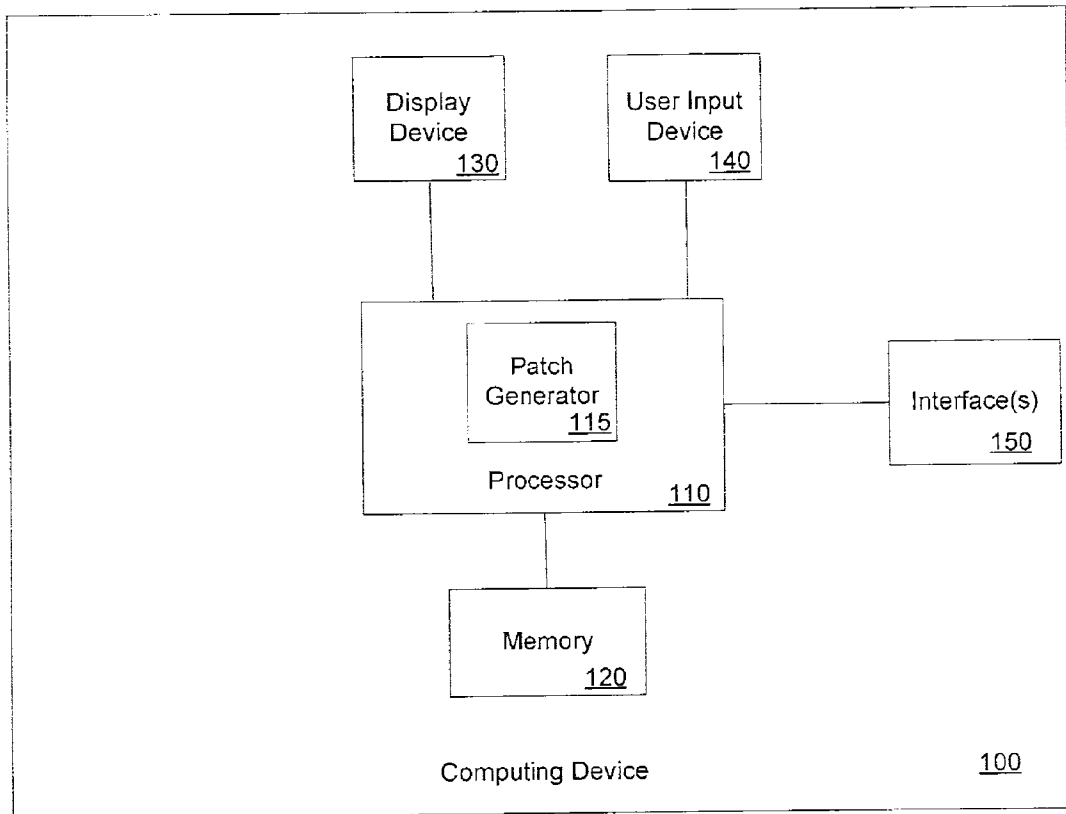 Display
Device
130
User Input
Device
140
Patch
Generator
115
Processor
110
Interface(s)
150
Memory
120
Computing Device
100